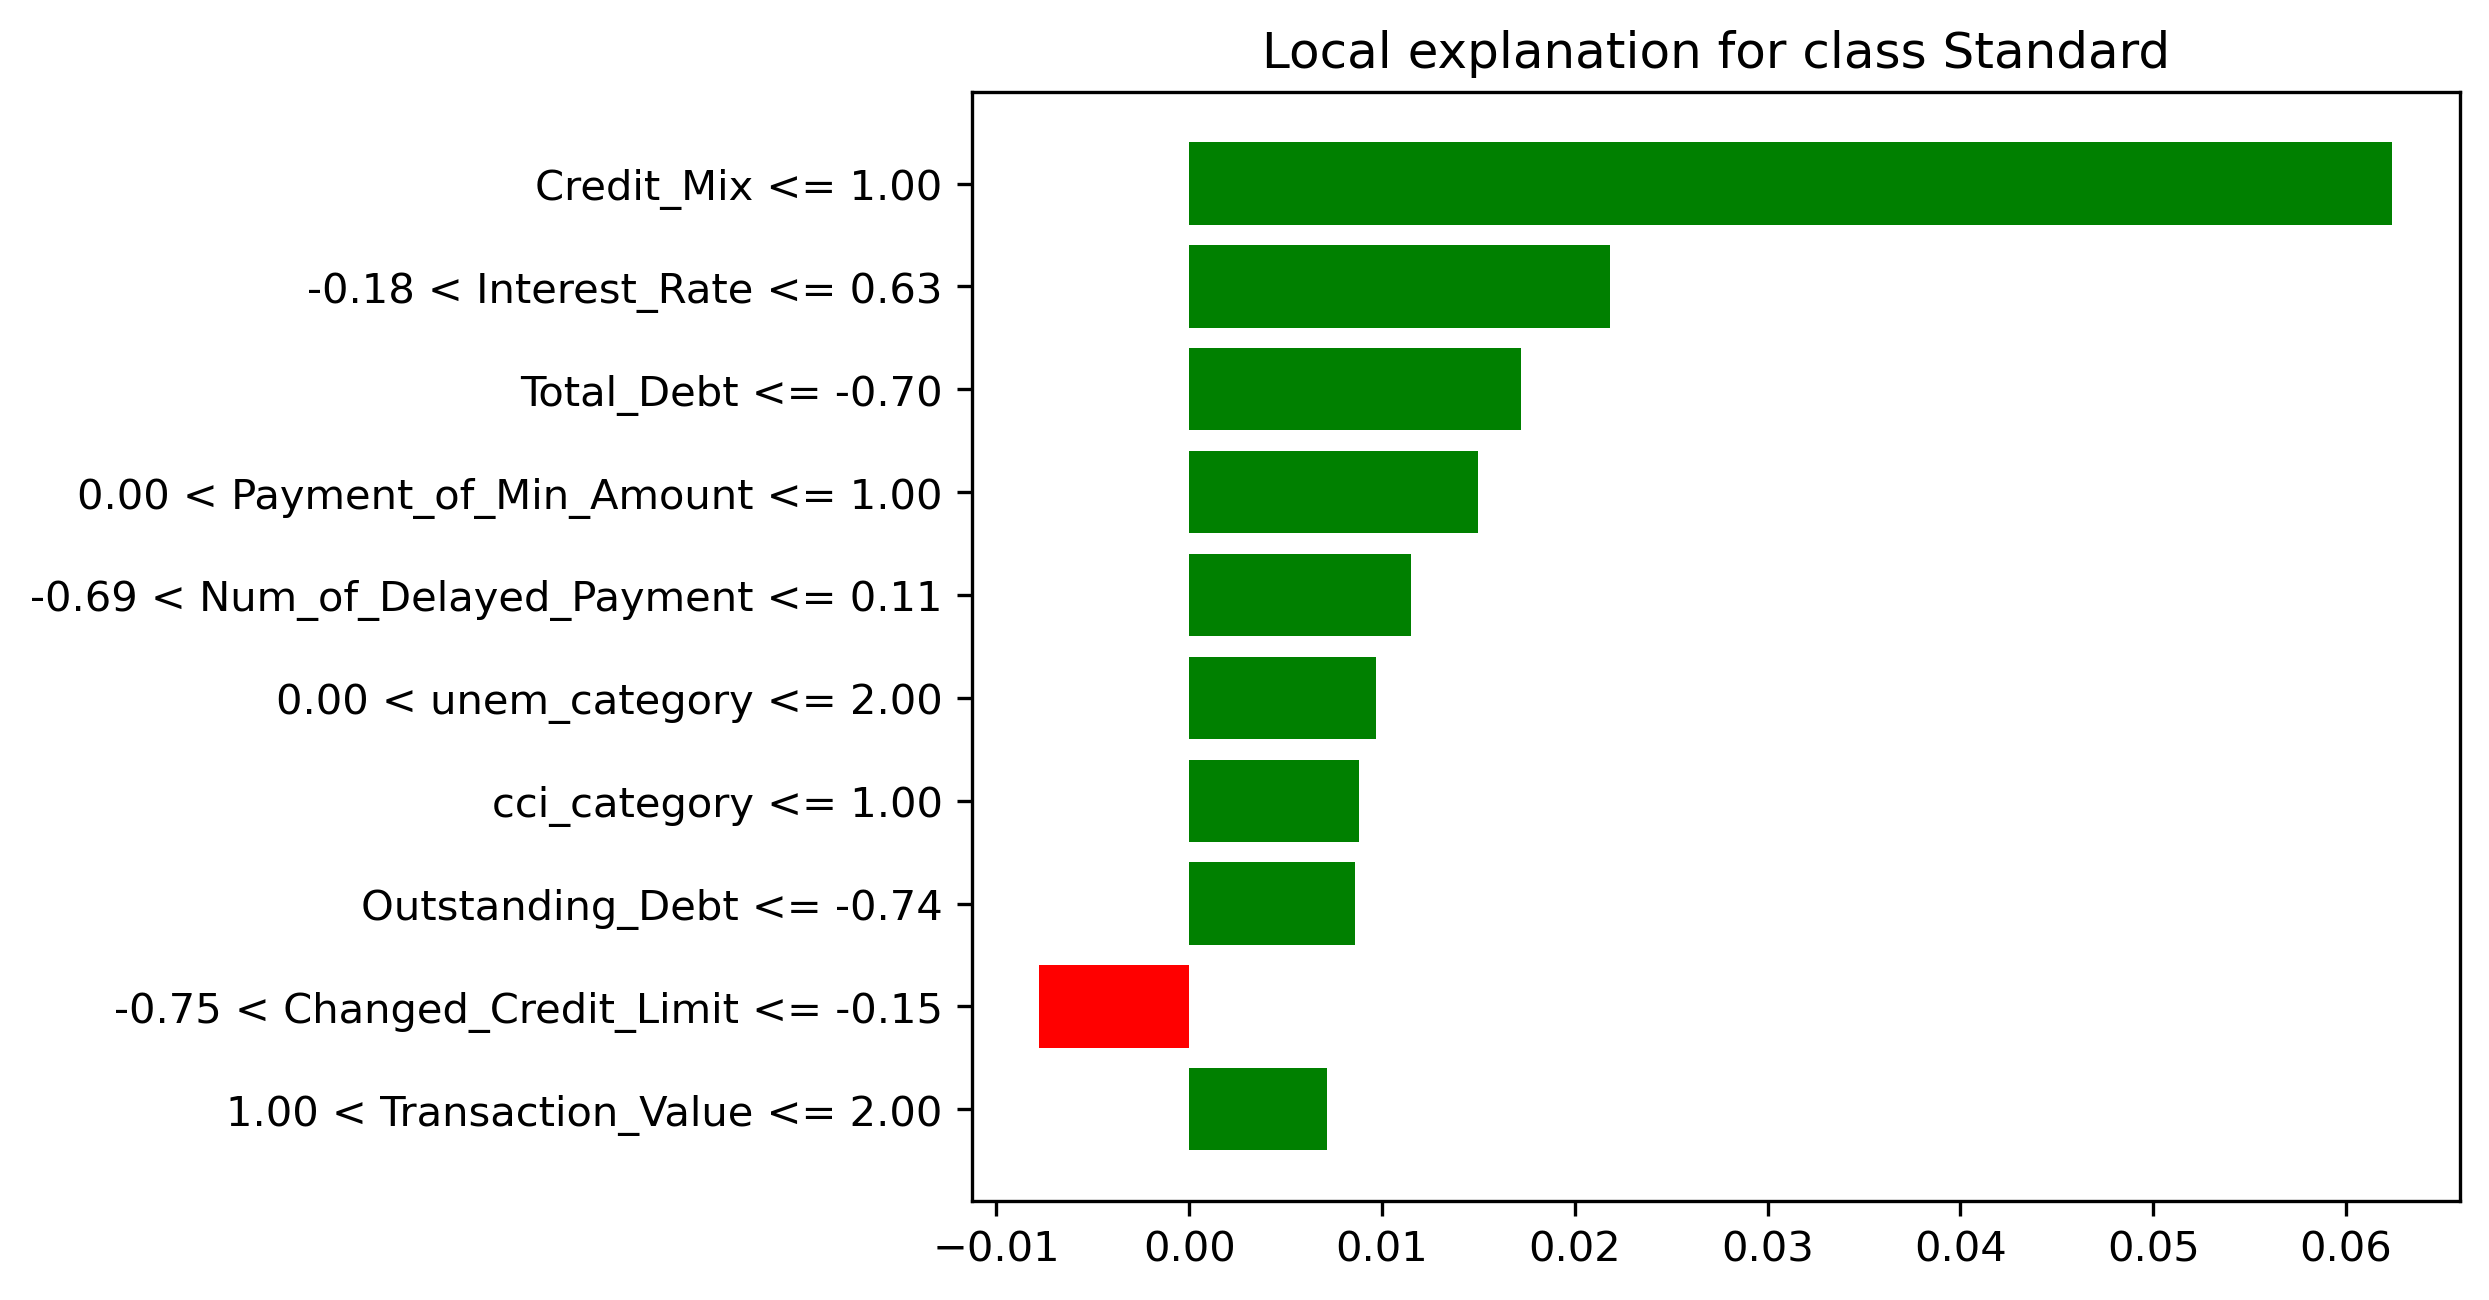 Local explanation for class Standard
Credit_Mix <= 1.00
-0.18 < Interest_Rate <= 0.63
Total_Debt <= -0.70
0.00 < Payment_of_Min_Amount <= 1.00
-0.69 < Num_of_Delayed_Payment <= 0.11
0.00 < unem_category <= 2.00
cci_category <= 1.00
Outstanding_Debt <= -0.74
-0.75 < Changed_Credit_Limit <= -0.15
1.00 < Transaction_Value <= 2.00
−0.01 0.00 0.01 0.02 0.03 0.04 0.05 0.06